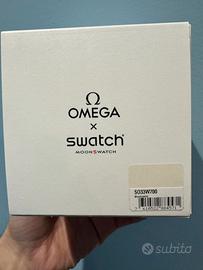 Ω
OMEGA
×
swatch
MOONSWATCH
SO33W700
subito